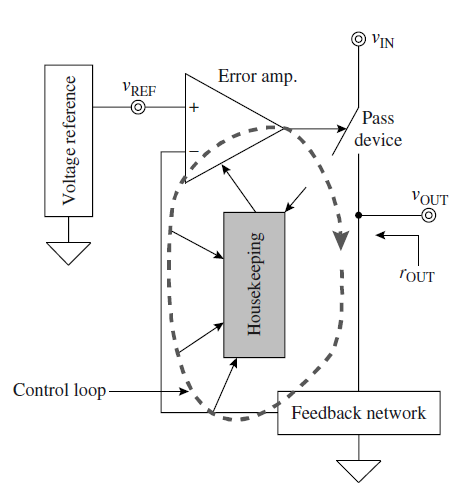 vIN
Error amp.
vREF
+
−
Voltage reference
Pass
device
vOUT
rOUT
Housekeeping
Control loop
Feedback network